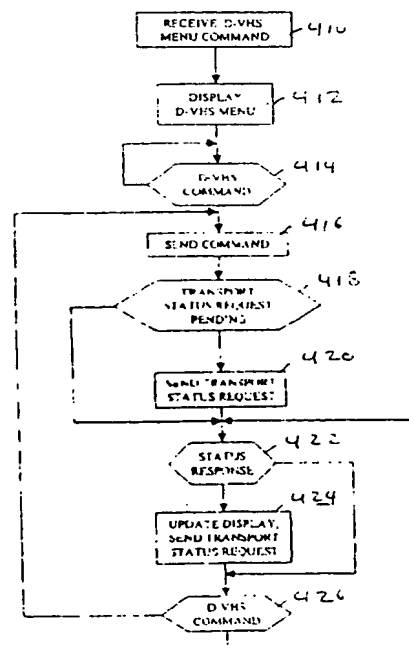 RECEIVE D-VHS
MENU COMMAND
410
DISPLAY
D-VHS MENU
412
D-VHS
COMMAND
414
SEND COMMAND
416
TRANSPORT
STATUS REQUEST
PENDING
418
SEND TRANSPORT
STATUS REQUEST
420
STATUS
RESPONSE
422
UPDATE DISPLAY,
SEND TRANSPORT
STATUS REQUEST
424
D-VHS
COMMAND
426